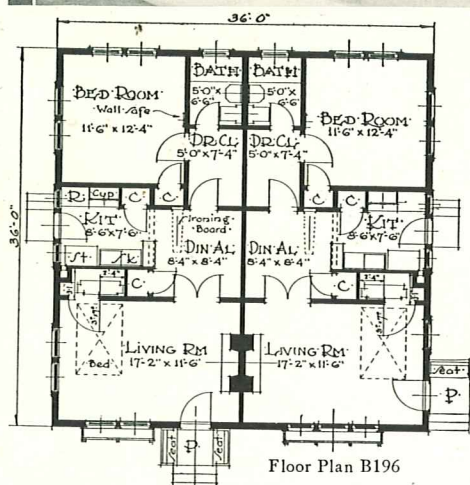 36'-0"
36'-0"
BATH
5'-0"x
6'-6"
BATH
5'-0"x
6'-6"
BED ROOM
Wall Safe
11'-6" x 12'-4"
BED ROOM
11'-6" x 12'-4"
DR. CL.
5'-0" x 7'-4"
DR. CL.
5'-0" x 7'-4"
R.
Cup
C
C
C
C
KIT
8'-6" x 7'-6"
KIT
8'-6" x 7'-6"
Ironing
Board
St.
Sk
DIN. AL
8'-4" x 8'-4"
DIN. AL
8'-4" x 8'-4"
C
C
Bed
LIVING RM
17'-2" x 11'-6"
LIVING RM
17'-2" x 11'-6"
Seat
P.
Seat
P.
Seat
Floor Plan B196